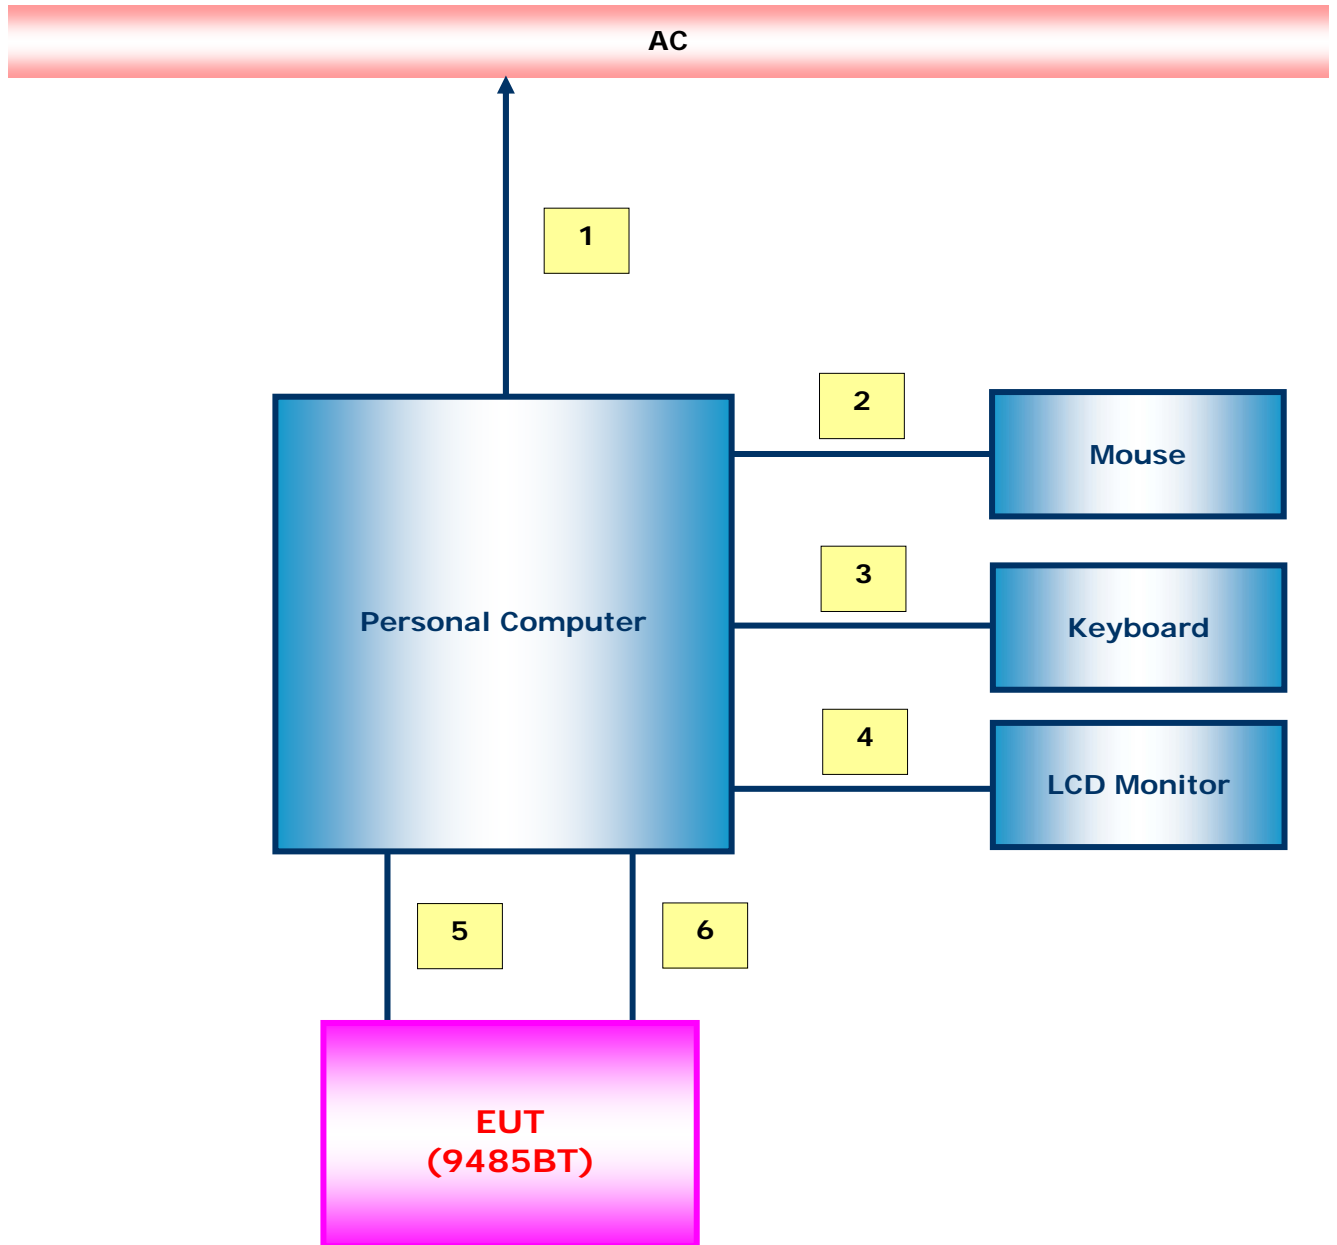 AC
1
2
Mouse
3
Personal Computer
Keyboard
4
LCD Monitor
5
6
EUT
(9485BT)